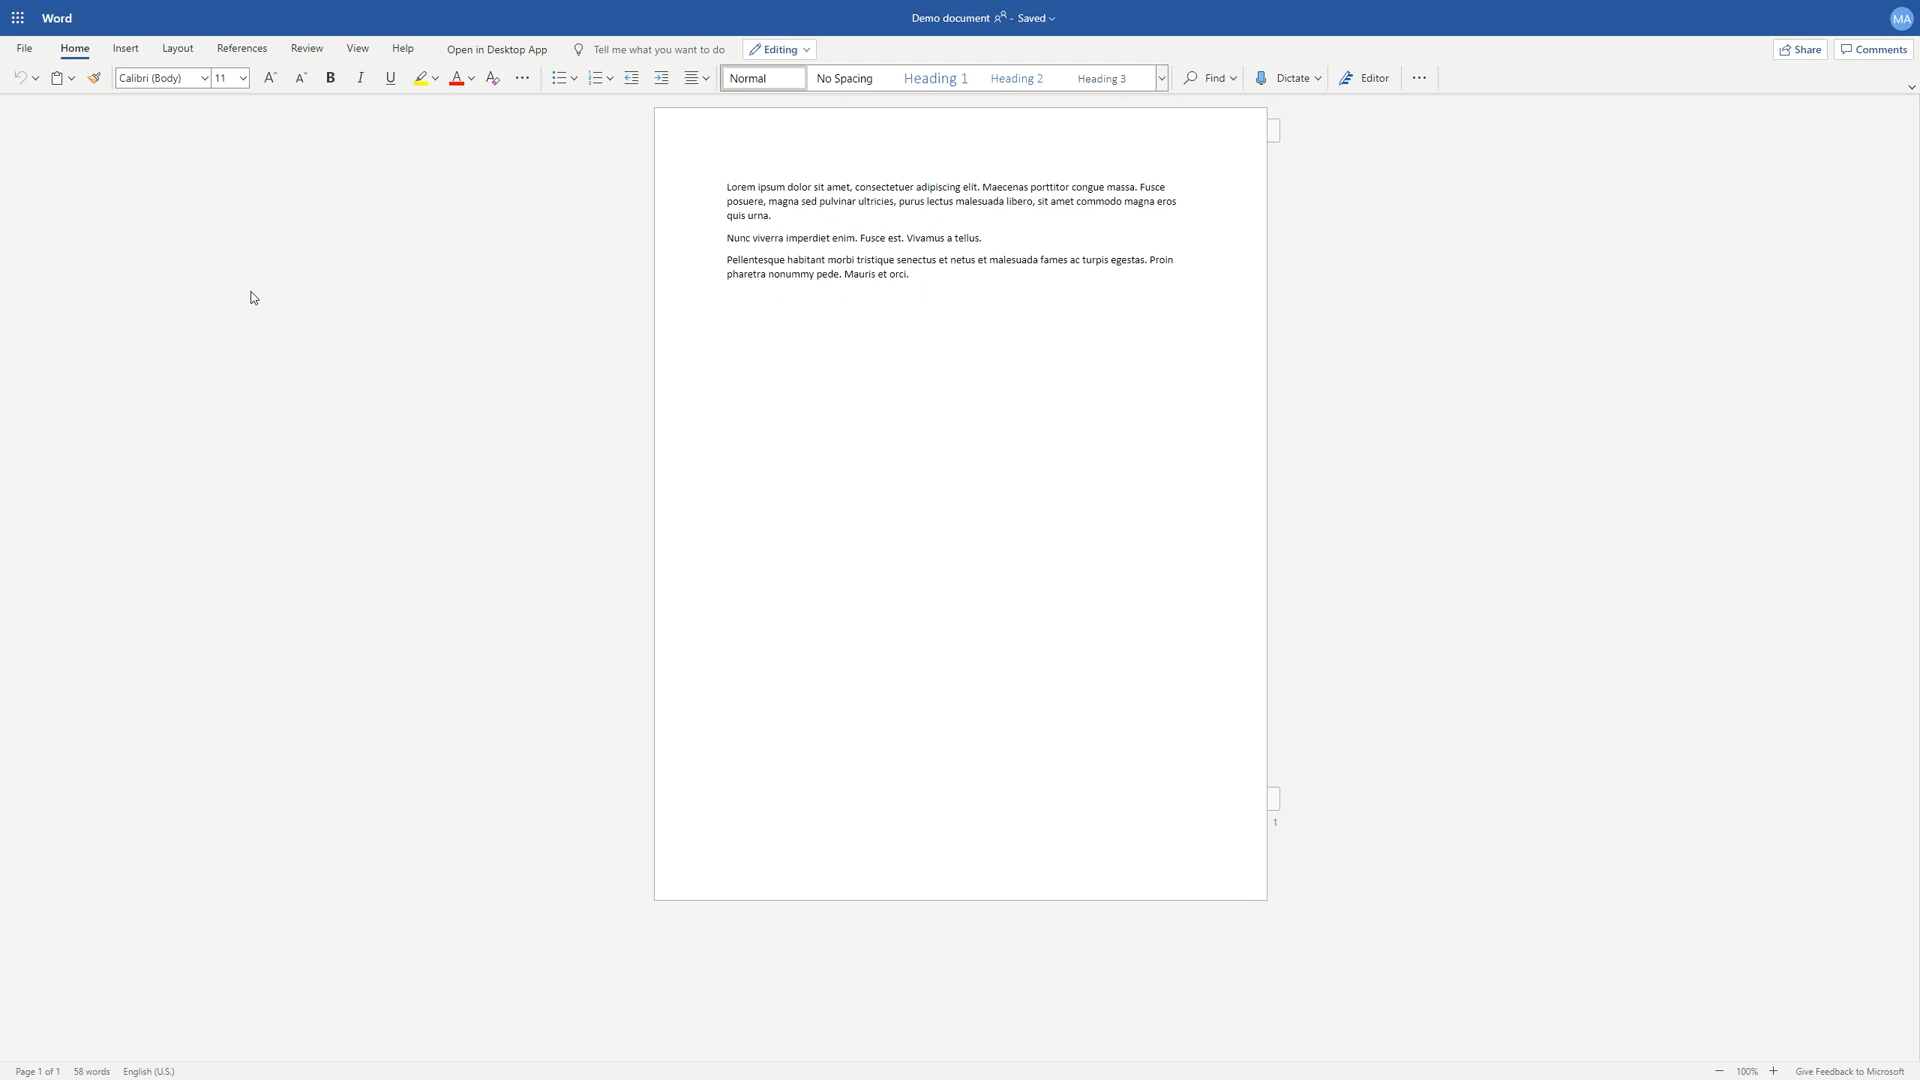 Word
Demo document - Saved
MA
File Home Insert Layout References Review View Help Open in Desktop App Tell me what you want to do Editing Share Comments
Calibri (Body) 11 A A B I U A A Normal No Spacing Heading 1 Heading 2 Heading 3 Find Dictate Editor
Lorem ipsum dolor sit amet, consectetuer adipiscing elit. Maecenas porttitor congue massa. Fusce
posuere, magna sed pulvinar ultricies, purus lectus malesuada libero, sit amet commodo magna eros
quis urna.
Nunc viverra imperdiet enim. Fusce est. Vivamus a tellus.
Pellentesque habitant morbi tristique senectus et netus et malesuada fames ac turpis egestas. Proin
pharetra nonummy pede. Mauris et orci.
1
Page 1 of 1 58 words English (U.S.) 100% Give Feedback to Microsoft